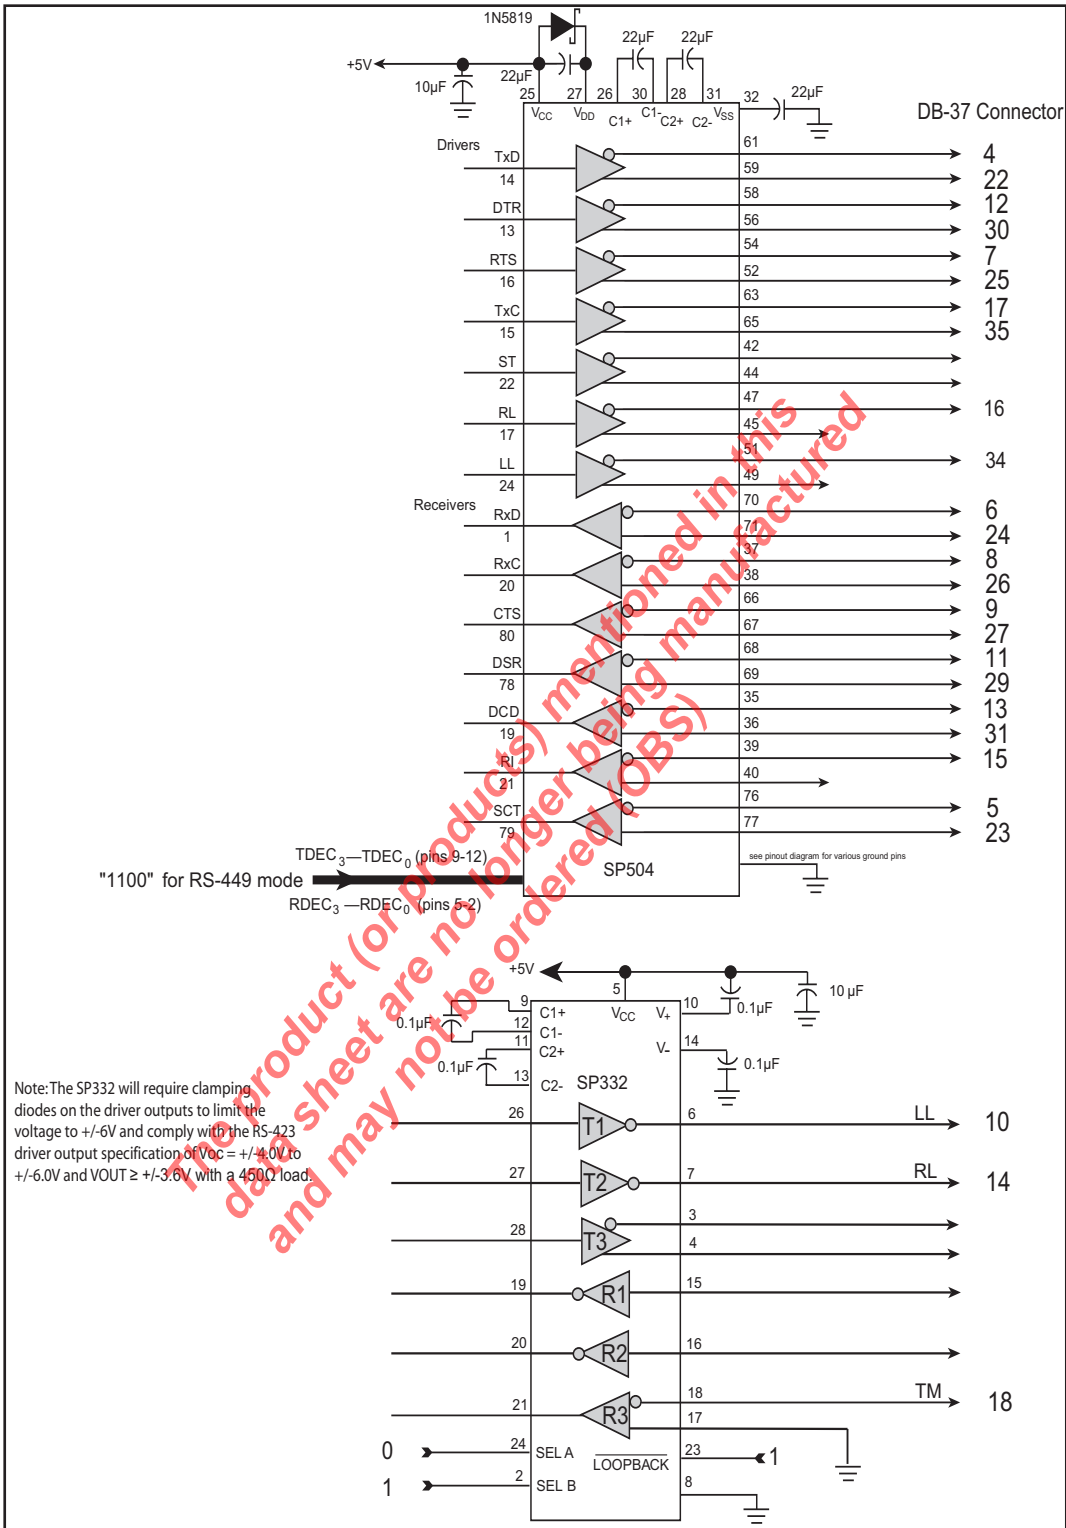 1N5819
22µF 22µF
+5V
10µF
22µF
22µF
25 27 26 30 28 31 32
VCC VDD C1+ C1- C2+ C2- VSS
DB-37 Connector
Drivers
TxD
14
61
59
4
22
DTR
13
58
56
12
30
RTS
16
54
52
7
25
TxC
15
63
65
17
35
ST
22
42
44
RL
17
47
45
16
LL
24
51
49
34
Receivers
RxD
1
70
71
6
24
RxC
20
37
38
8
26
CTS
80
66
67
9
27
DSR
78
68
69
11
29
DCD
19
35
36
13
31
RI
21
39
40
15
SCT
79
76
77
5
23
TDEC3—TDEC0 (pins 9-12)
"1100" for RS-449 mode
RDEC3 —RDEC0 (pins 5-2)
SP504
see pinout diagram for various ground pins
The product (or products) mentioned in this
data sheet are no longer being manufactured
and may not be ordered (OBS)
+5V
5
VCC
9
C1+
0.1µF
12
C1-
11
C2+
0.1µF
13
C2-
10
V+
0.1µF
10 µF
14
V-
0.1µF
SP332
Note:The SP332 will require clamping
diodes on the driver outputs to limit the
voltage to +/-6V and comply with the RS-423
driver output specification of Voc = +/-4.0V to
+/-6.0V and VOUT ≥ +/-3.6V with a 450Ω load.
26 T1 6 LL 10
27 T2 7 RL 14
28 T3 3
4
19 R1 15
20 R2 16
21 R3 18 TM 18
17
0 24 SEL A
LOOPBACK 23 1
1 2 SEL B
8